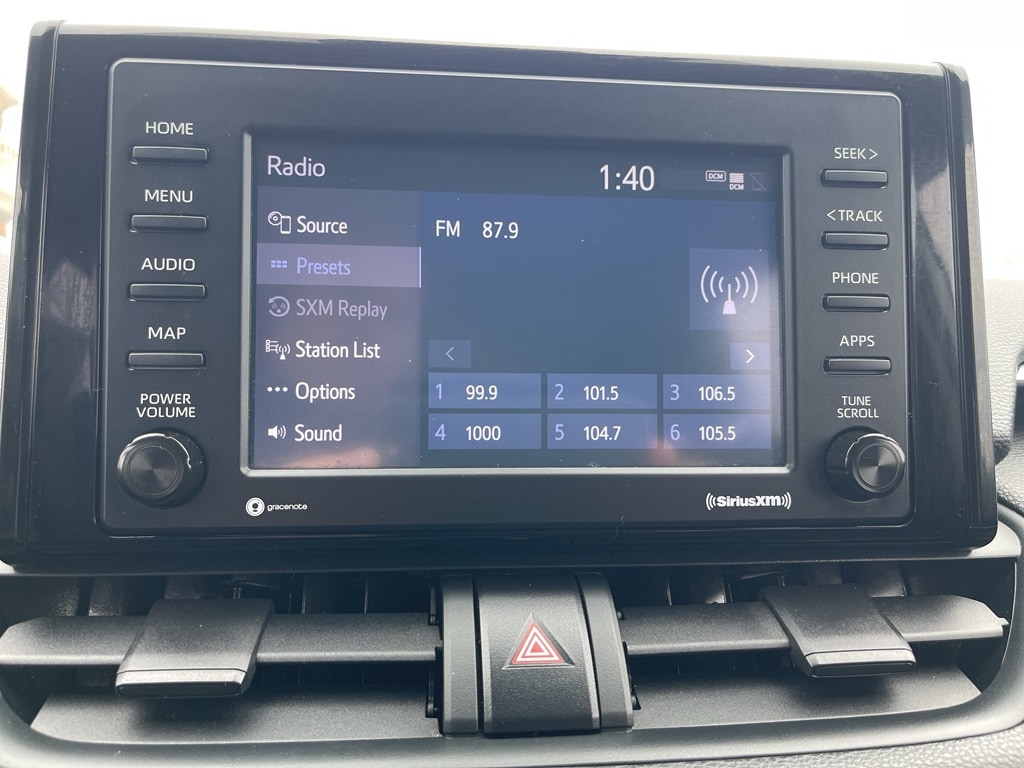 HOME
MENU
AUDIO
MAP
POWER
VOLUME
Radio
1:40
DCM
DCM
Source
Presets
SXM Replay
Station List
Options
Sound
FM 87.9
<
>
1 99.9 2 101.5 3 106.5
4 1000 5 104.7 6 105.5
SEEK >
< TRACK
PHONE
APPS
TUNE
SCROLL
gracenote
SiriusXM